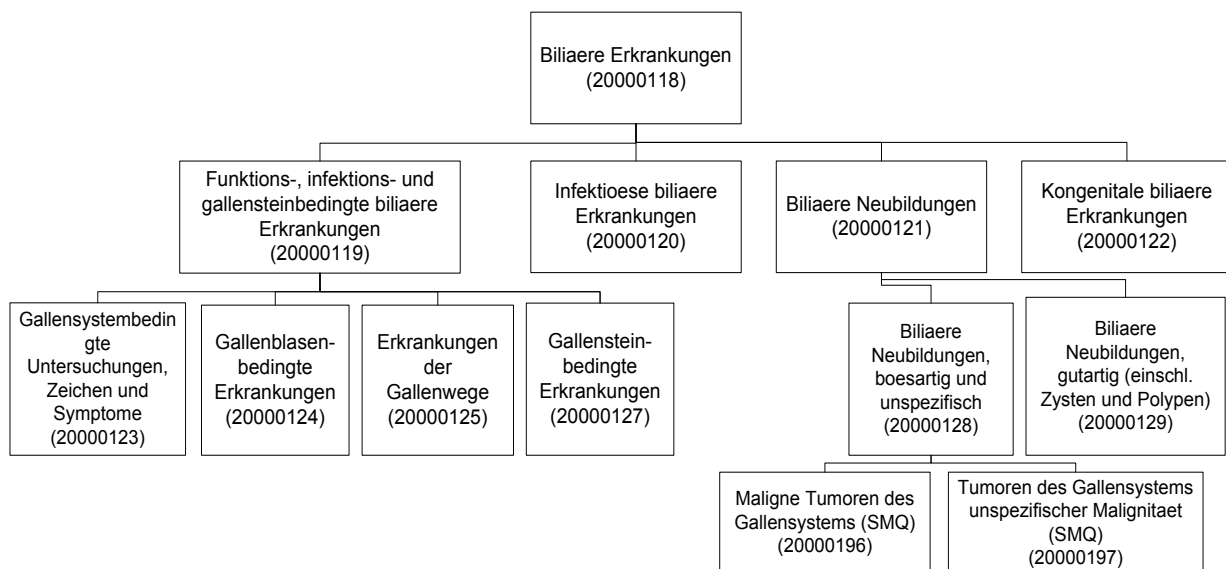 Biliaere Erkrankungen
(20000118)
Funktions-, infektions- und
gallensteinbedingte biliaere
Erkrankungen
(20000119)
Infektioese biliaere
Erkrankungen
(20000120)
Biliaere Neubildungen
(20000121)
Kongenitale biliaere
Erkrankungen
(20000122)
Gallensystembedin
gte
Untersuchungen,
Zeichen und
Symptome
(20000123)
Gallenblasen-
bedingte
Erkrankungen
(20000124)
Erkrankungen
der
Gallenwege
(20000125)
Gallenstein-
bedingte
Erkrankungen
(20000127)
Biliaere
Neubildungen,
boesartig und
unspezifisch
(20000128)
Biliaere
Neubildungen,
gutartig (einschl.
Zysten und Polypen)
(20000129)
Maligne Tumoren des
Gallensystems (SMQ)
(20000196)
Tumoren des Gallensystems
unspezifischer Malignitaet
(SMQ)
(20000197)